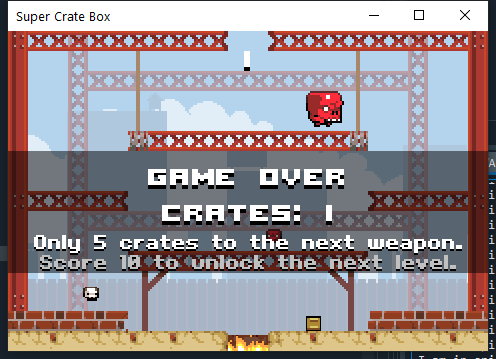 Super Crate Box
1
GAME OVER
CRATES: 1
Only 5 crates to the next weapon.
Score 10 to unlock the next level.